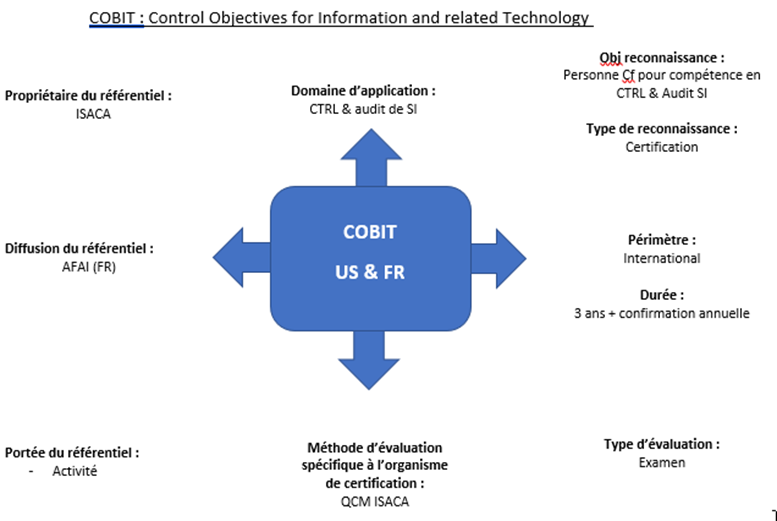 COBIT : Control Objectives for Information and related Technology
Propriétaire du référentiel :
ISACA
Domaine d'application :
CTRL & audit de SI
Obj reconnaissance :
Personne Cf pour compétence en
CTRL & Audit SI
Type de reconnaissance :
Certification
Diffusion du référentiel :
AFAI (FR)
COBIT
US & FR
Périmètre :
International
Durée :
3 ans + confirmation annuelle
Portée du référentiel :
- Activité
Méthode d'évaluation
spécifique à l'organisme
de certification :
QCM ISACA
Type d'évaluation :
Examen